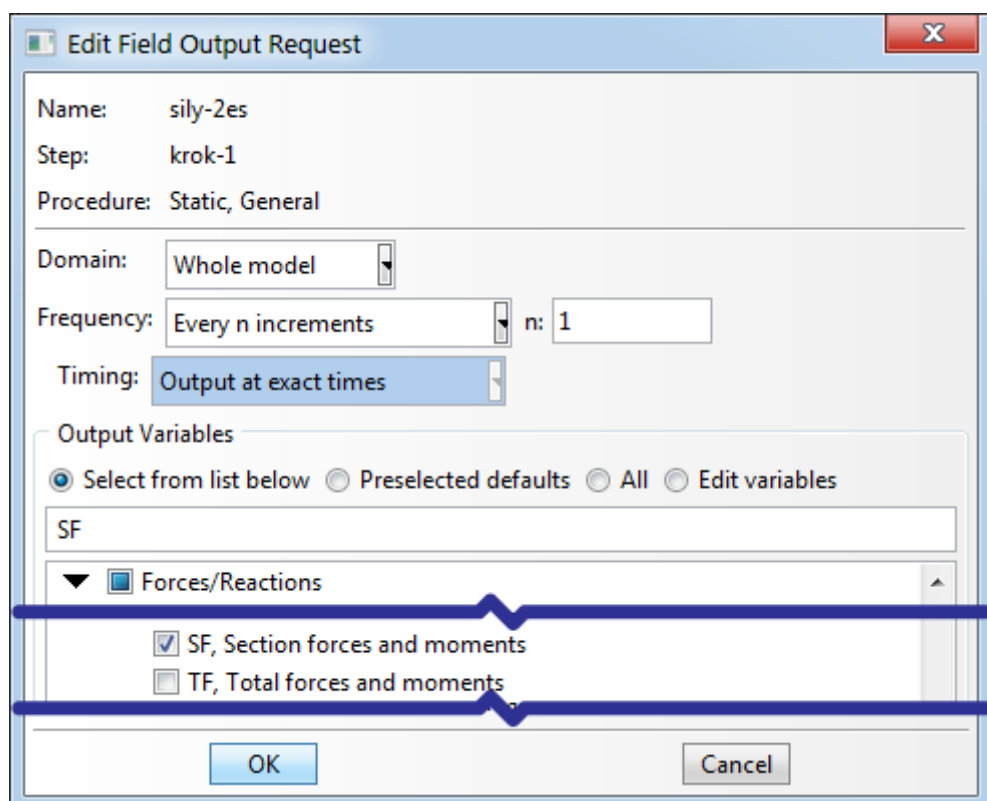 Edit Field Output Request
Name: sily-2es
Step: krok-1
Procedure: Static, General
Domain: Whole model
Frequency: Every n increments n: 1
Timing: Output at exact times
Output Variables
Select from list below Preselected defaults All Edit variables
SF
Forces/Reactions
SF, Section forces and moments
TF, Total forces and moments
OK Cancel